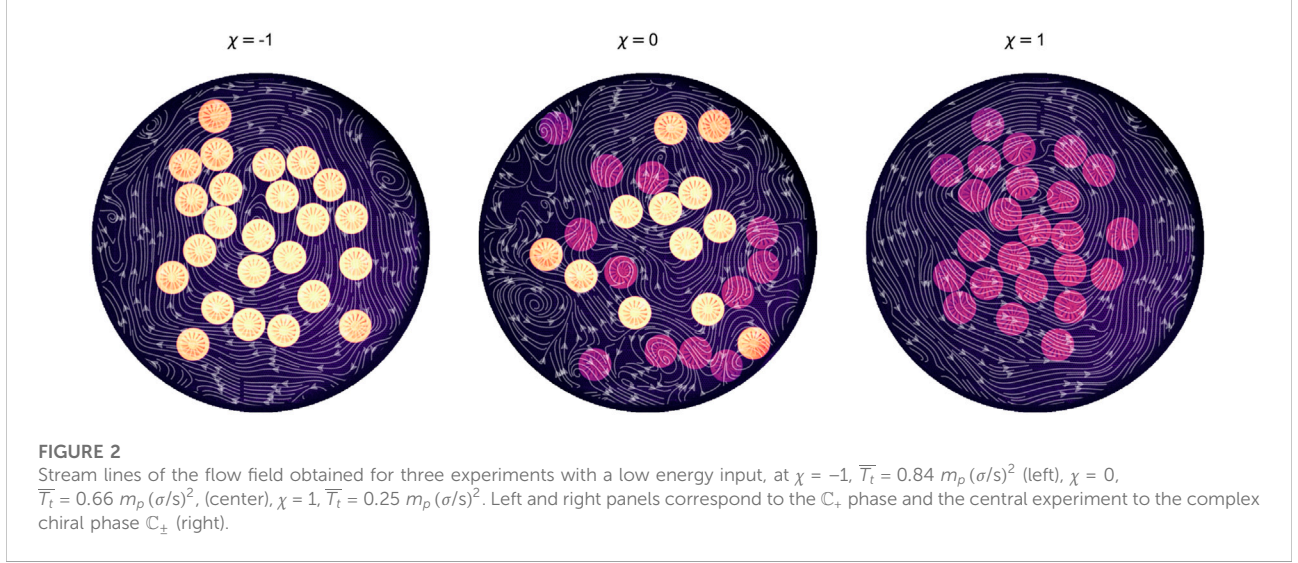 χ = -1
χ = 0
χ = 1
FIGURE 2
Stream lines of the flow field obtained for three experiments with a low energy input, at χ = −1, T̅ₜ = 0.84 mₚ (σ/s)² (left), χ = 0,
T̅ₜ = 0.66 mₚ (σ/s)², (center), χ = 1, T̅ₜ = 0.25 mₚ (σ/s)². Left and right panels correspond to the ℂ₊ phase and the central experiment to the complex
chiral phase ℂ± (right).